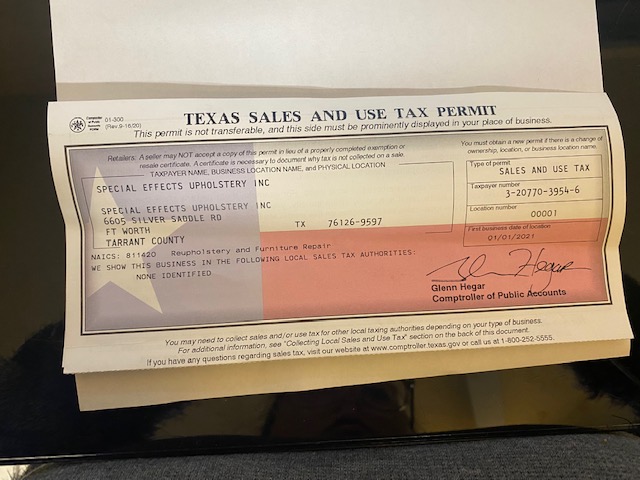 Comptroller of Public Accounts FORM
01-300
(Rev.9-16/20)
TEXAS SALES AND USE TAX PERMIT
This permit is not transferable, and this side must be prominently displayed in your place of business.
Retailers: A seller may NOT accept a copy of this permit in lieu of a properly completed exemption or
resale certificate. A certificate is necessary to document why tax is not collected on a sale.
You must obtain a new permit if there is a change of
ownership, location, or business location name.
TAXPAYER NAME, BUSINESS LOCATION NAME, and PHYSICAL LOCATION
SPECIAL EFFECTS UPHOLSTERY INC
SPECIAL EFFECTS UPHOLSTERY INC
6605 SILVER SADDLE RD
FT WORTH TX 76126-9597
TARRANT COUNTY
Type of permit
SALES AND USE TAX
Taxpayer number
3-20770-3954-6
Location number
00001
First business date of location
01/01/2021
NAICS: 811420 Reupholstery and Furniture Repair
WE SHOW THIS BUSINESS IN THE FOLLOWING LOCAL SALES TAX AUTHORITIES:
NONE IDENTIFIED
Glenn Hegar
Glenn Hegar
Comptroller of Public Accounts
You may need to collect sales and/or use tax for other local taxing authorities depending on your type of business.
For additional information, see "Collecting Local Sales and Use Tax" section on the back of this document.
If you have any questions regarding sales tax, visit our website at www.comptroller.texas.gov or call us at 1-800-252-5555.